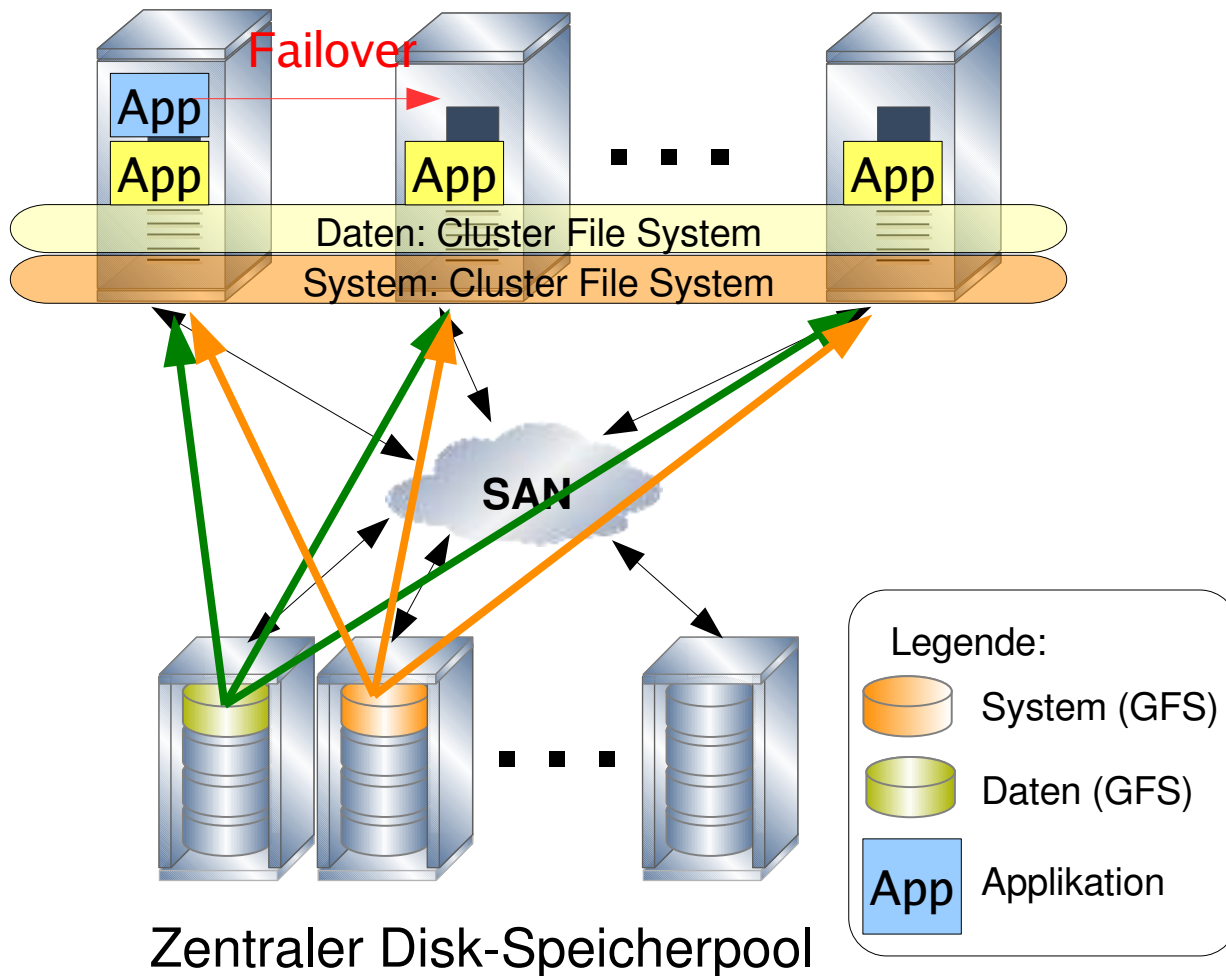 Failover
App
App
App
App
Daten: Cluster File System
System: Cluster File System
SAN
Legende:
System (GFS)
Daten (GFS)
App
Applikation
Zentraler Disk-Speicherpool